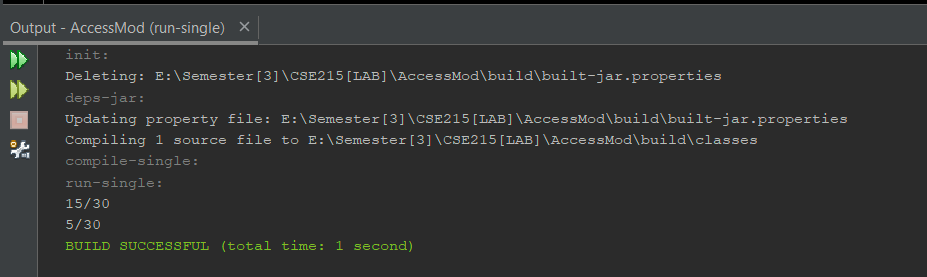 Output - AccessMod (run-single)
init:
Deleting: E:\Semester[3]\CSE215[LAB]\AccessMod\build\built-jar.properties
deps-jar:
Updating property file: E:\Semester[3]\CSE215[LAB]\AccessMod\build\built-jar.properties
Compiling 1 source file to E:\Semester[3]\CSE215[LAB]\AccessMod\build\classes
compile-single:
run-single:
15/30
5/30
BUILD SUCCESSFUL (total time: 1 second)